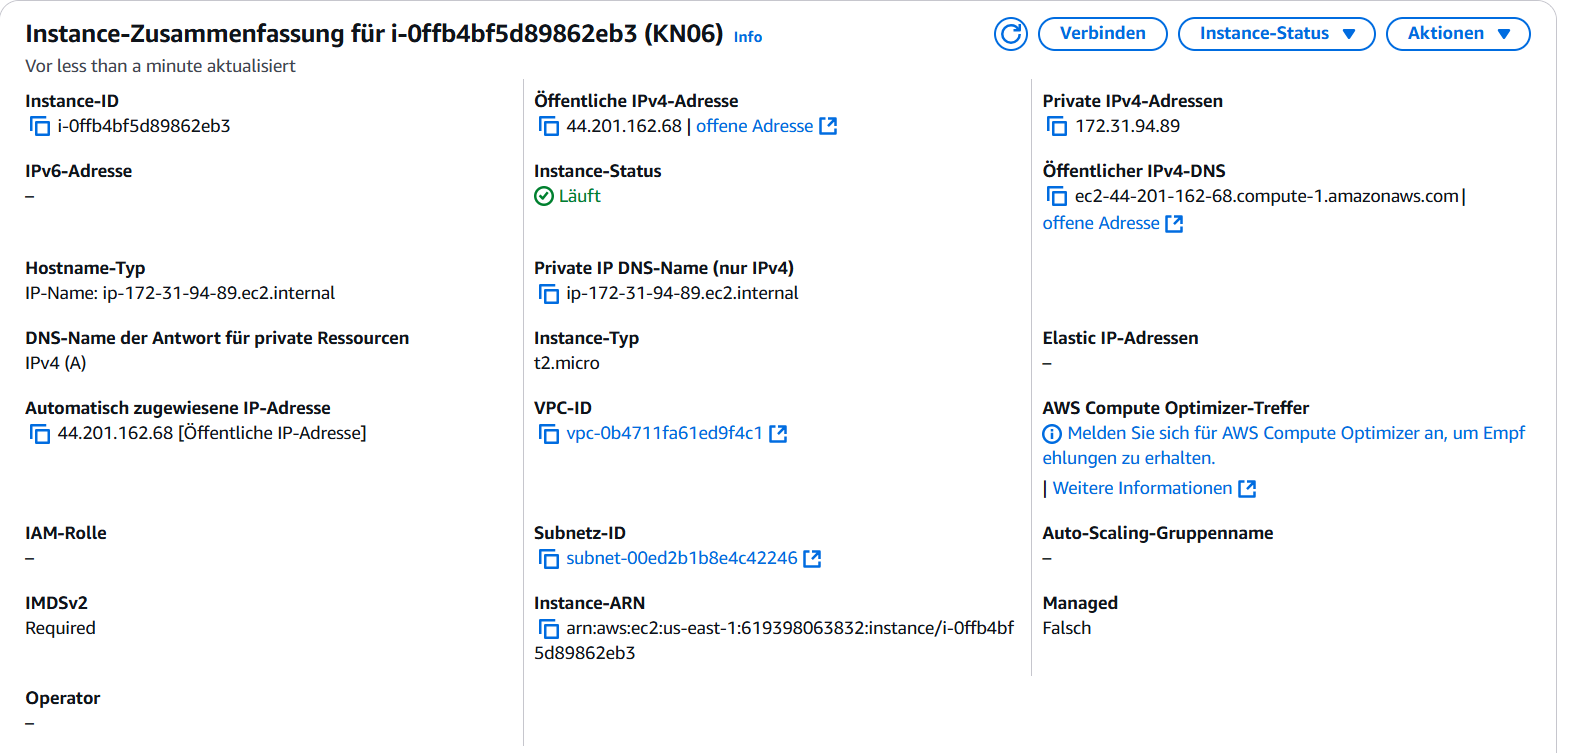 Instance-Zusammenfassung für i-0ffb4bf5d89862eb3 (KN06) Info
Verbinden
Instance-Status
Aktionen
Vor less than a minute aktualisiert
Instance-ID
i-0ffb4bf5d89862eb3
Öffentliche IPv4-Adresse
44.201.162.68 | offene Adresse
Private IPv4-Adressen
172.31.94.89
IPv6-Adresse
–
Instance-Status
Läuft
Öffentlicher IPv4-DNS
ec2-44-201-162-68.compute-1.amazonaws.com |
offene Adresse
Hostname-Typ
IP-Name: ip-172-31-94-89.ec2.internal
Private IP DNS-Name (nur IPv4)
ip-172-31-94-89.ec2.internal
DNS-Name der Antwort für private Ressourcen
IPv4 (A)
Instance-Typ
t2.micro
Elastic IP-Adressen
–
Automatisch zugewiesene IP-Adresse
44.201.162.68 [Öffentliche IP-Adresse]
VPC-ID
vpc-0b4711fa61ed9f4c1
AWS Compute Optimizer-Treffer
Melden Sie sich für AWS Compute Optimizer an, um Empf
ehlungen zu erhalten.
| Weitere Informationen
IAM-Rolle
–
Subnetz-ID
subnet-00ed2b1b8e4c42246
Auto-Scaling-Gruppenname
–
IMDSv2
Required
Instance-ARN
arn:aws:ec2:us-east-1:619398063832:instance/i-0ffb4bf
5d89862eb3
Managed
Falsch
Operator
–